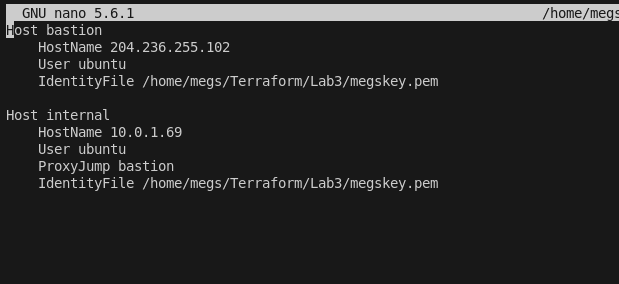 GNU nano 5.6.1 /home/megs
Host bastion
HostName 204.236.255.102
User ubuntu
IdentityFile /home/megs/Terraform/Lab3/megskey.pem
Host internal
HostName 10.0.1.69
User ubuntu
ProxyJump bastion
IdentityFile /home/megs/Terraform/Lab3/megskey.pem